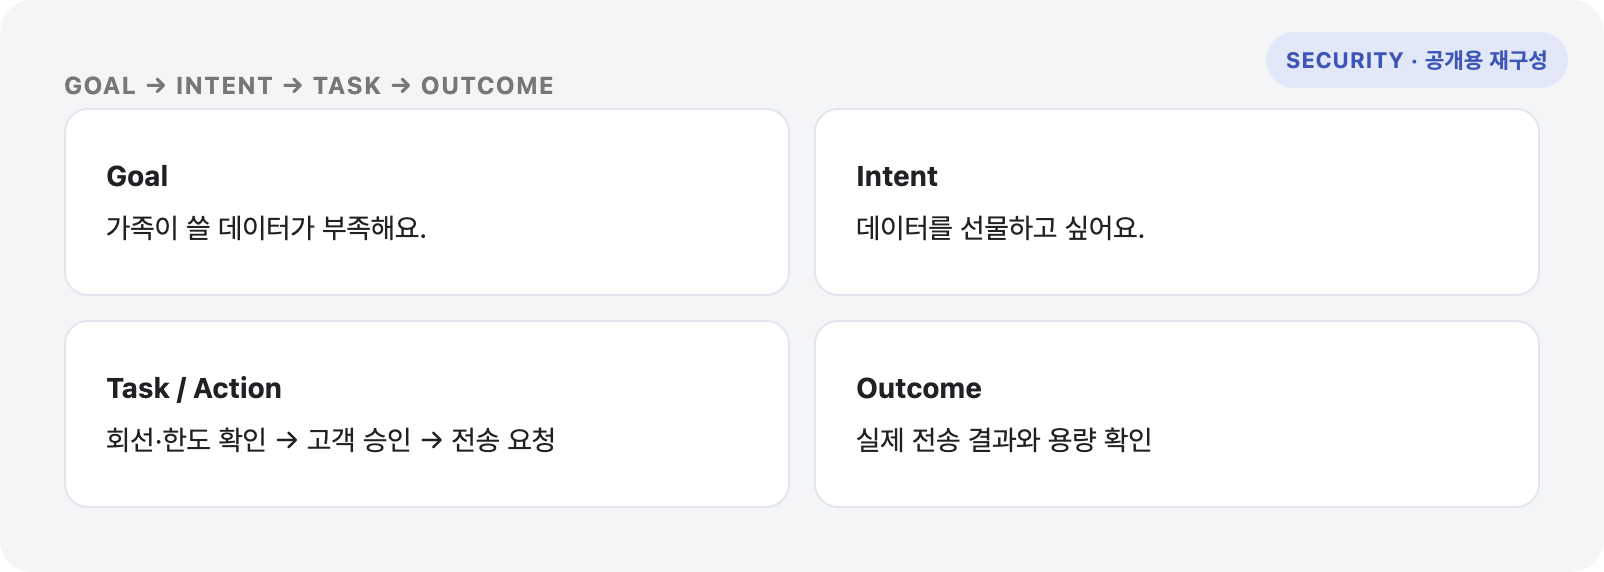 SECURITY · 공개용 재구성
GOAL → INTENT → TASK → OUTCOME
Goal
가족이 쓸 데이터가 부족해요.
Intent
데이터를 선물하고 싶어요.
Task / Action
회선·한도 확인 → 고객 승인 → 전송 요청
Outcome
실제 전송 결과와 용량 확인